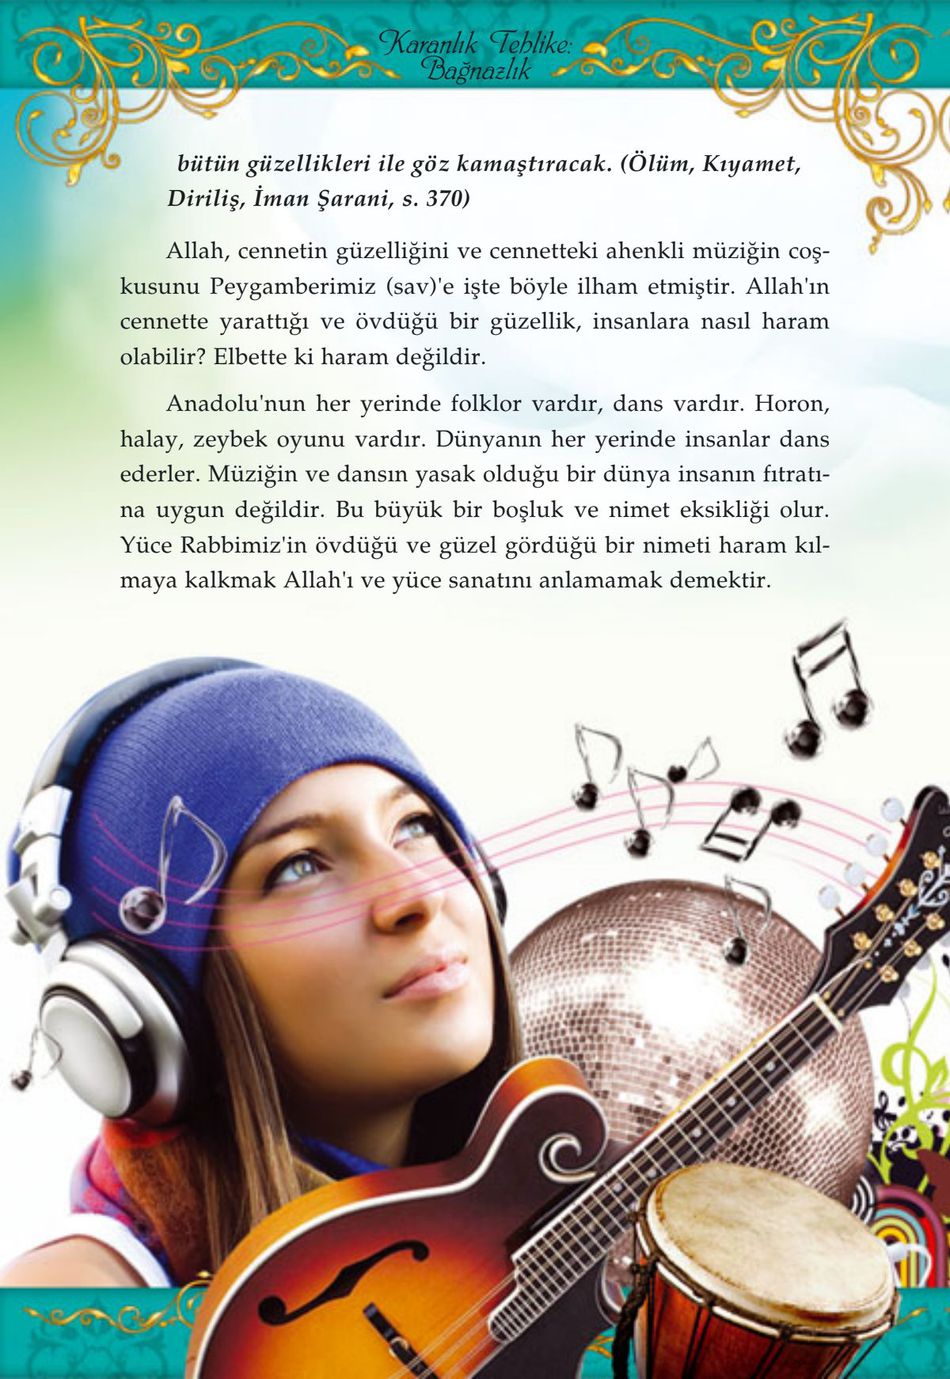 Karanlık Tehlike:
Bağnazlık
bütün güzellikleri ile göz kamaştıracak. (Ölüm, Kıyamet,
Diriliş, İman Şarani, s. 370)
Allah, cennetin güzelliğini ve cennetteki ahenkli müziğin coş-
kusunu Peygamberimiz (sav)'e işte böyle ilham etmiştir. Allah'ın
cennette yarattığı ve övdüğü bir güzellik, insanlara nasıl haram
olabilir? Elbette ki haram değildir.
Anadolu'nun her yerinde folklor vardır, dans vardır. Horon,
halay, zeybek oyunu vardır. Dünyanın her yerinde insanlar dans
ederler. Müziğin ve dansın yasak olduğu bir dünya insanın fıtratı-
na uygun değildir. Bu büyük bir boşluk ve nimet eksikliği olur.
Yüce Rabbimiz'in övdüğü ve güzel gördüğü bir nimeti haram kıl-
maya kalkmak Allah'ı ve yüce sanatını anlamamak demektir.